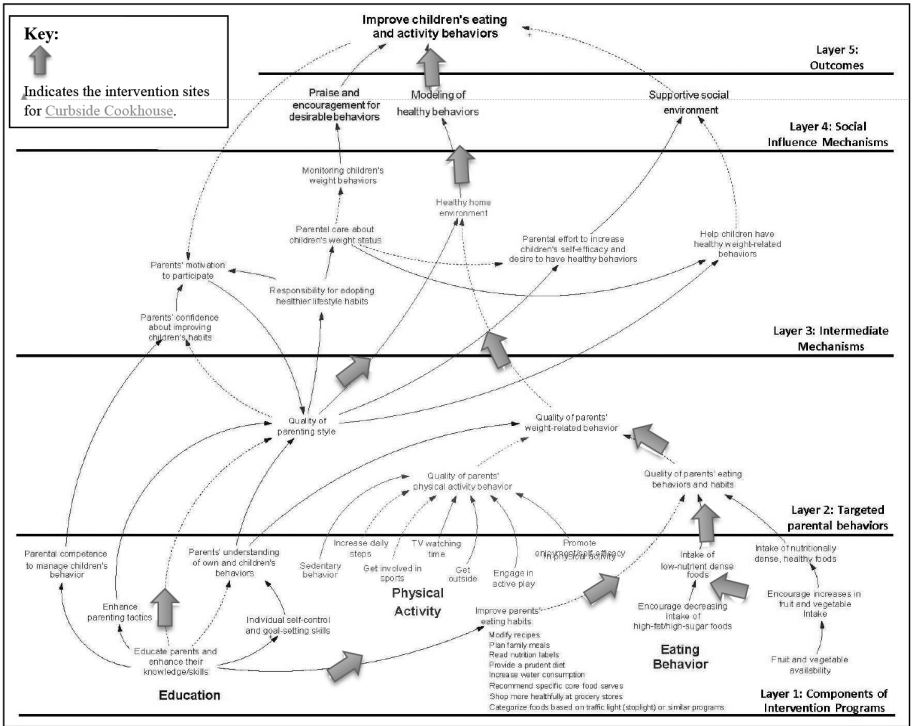 Key:
Indicates the intervention sites
for Curbside Cookhouse.
Improve children's eating
and activity behaviors
Layer 5:
Outcomes
Praise and
encouragement for
desirable behaviors
Modeling of
healthy behaviors
Supportive social
environment
Layer 4: Social
Influence Mechanisms
Monitoring children's
weight behaviors
Healthy home
environment
Parental care about
children's weight status
Parental effort to increase
children's self-efficacy and
desire to have healthy behaviors
Help children have
healthy weight-related
behaviors
Parents' motivation
to participate
Responsibility for adopting
healthier lifestyle habits
Parents' confidence
about improving
children's habits
Layer 3: Intermediate
Mechanisms
Quality of
parenting style
Quality of parents'
weight-related behavior
Quality of parents'
physical activity behavior
Quality of parents' eating
behaviors and habits
Layer 2: Targeted
parental behaviors
Parental competence
to manage children's
behavior
Parents' understanding
of own and children's
behaviors
Sedentary
behavior
Increase daily
steps
Get involved in
sports
TV watching
time
Get
outside
Engage in
active play
Promote
enjoyment/self-efficacy
in physical activity
Physical
Activity
Intake of
low-nutrient dense
foods
Intake of nutritionally
dense, healthy foods
Enhance
parenting tactics
Individual self-control
and goal-setting skills
Improve parents'
eating habits:
Modify recipes
Plan family meals
Read nutrition labels
Provide a prudent diet
Increase water consumption
Recommend specific core food serves
Shop more healthfully at grocery stores
Categorize foods based on traffic light (stoplight) or similar programs
Encourage decreasing
intake of
high-fat/high-sugar foods
Encourage increases in
fruit and vegetable
intake
Eating
Behavior
Educate parents and
enhance their
knowledge/skills
Education
Fruit and vegetable
availability
Layer 1: Components of
Intervention Programs